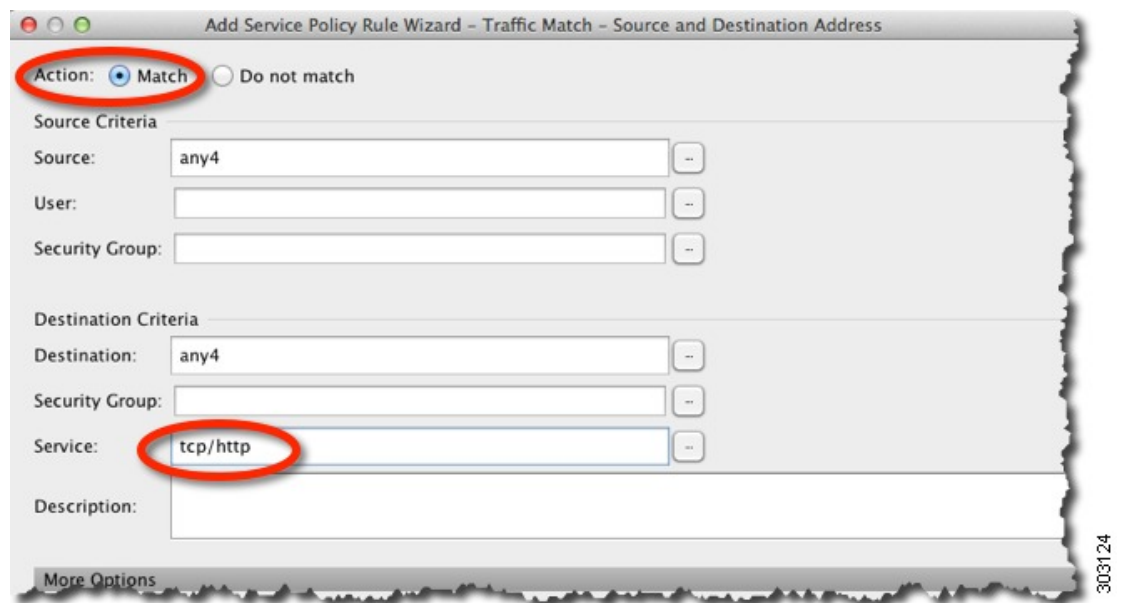 Add Service Policy Rule Wizard – Traffic Match – Source and Destination Address
Action: Match Do not match
Source Criteria
Source: any4 ...
User: ...
Security Group: ...
Destination Criteria
Destination: any4 ...
Security Group: ...
Service: tcp/http ...
Description:
More Options
303124